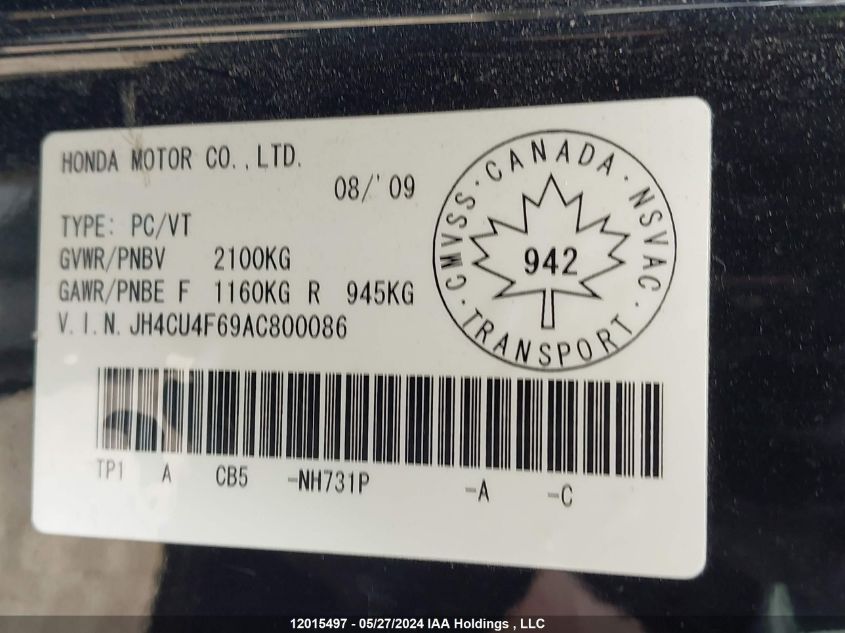 HONDA MOTOR CO.,LTD.
08/'09
TYPE: PC/VT
GVWR/PNBV 2100KG
GAWR/PNBE F 1160KG R 945KG
V.I.N. JH4CU4F69AC800086
CMVSS · CANADA · NSVAC · TRANSPORT ·
942
TP1 A CB5 -NH731P -A -C
12015497 - 05/27/2024 IAA Holdings , LLC